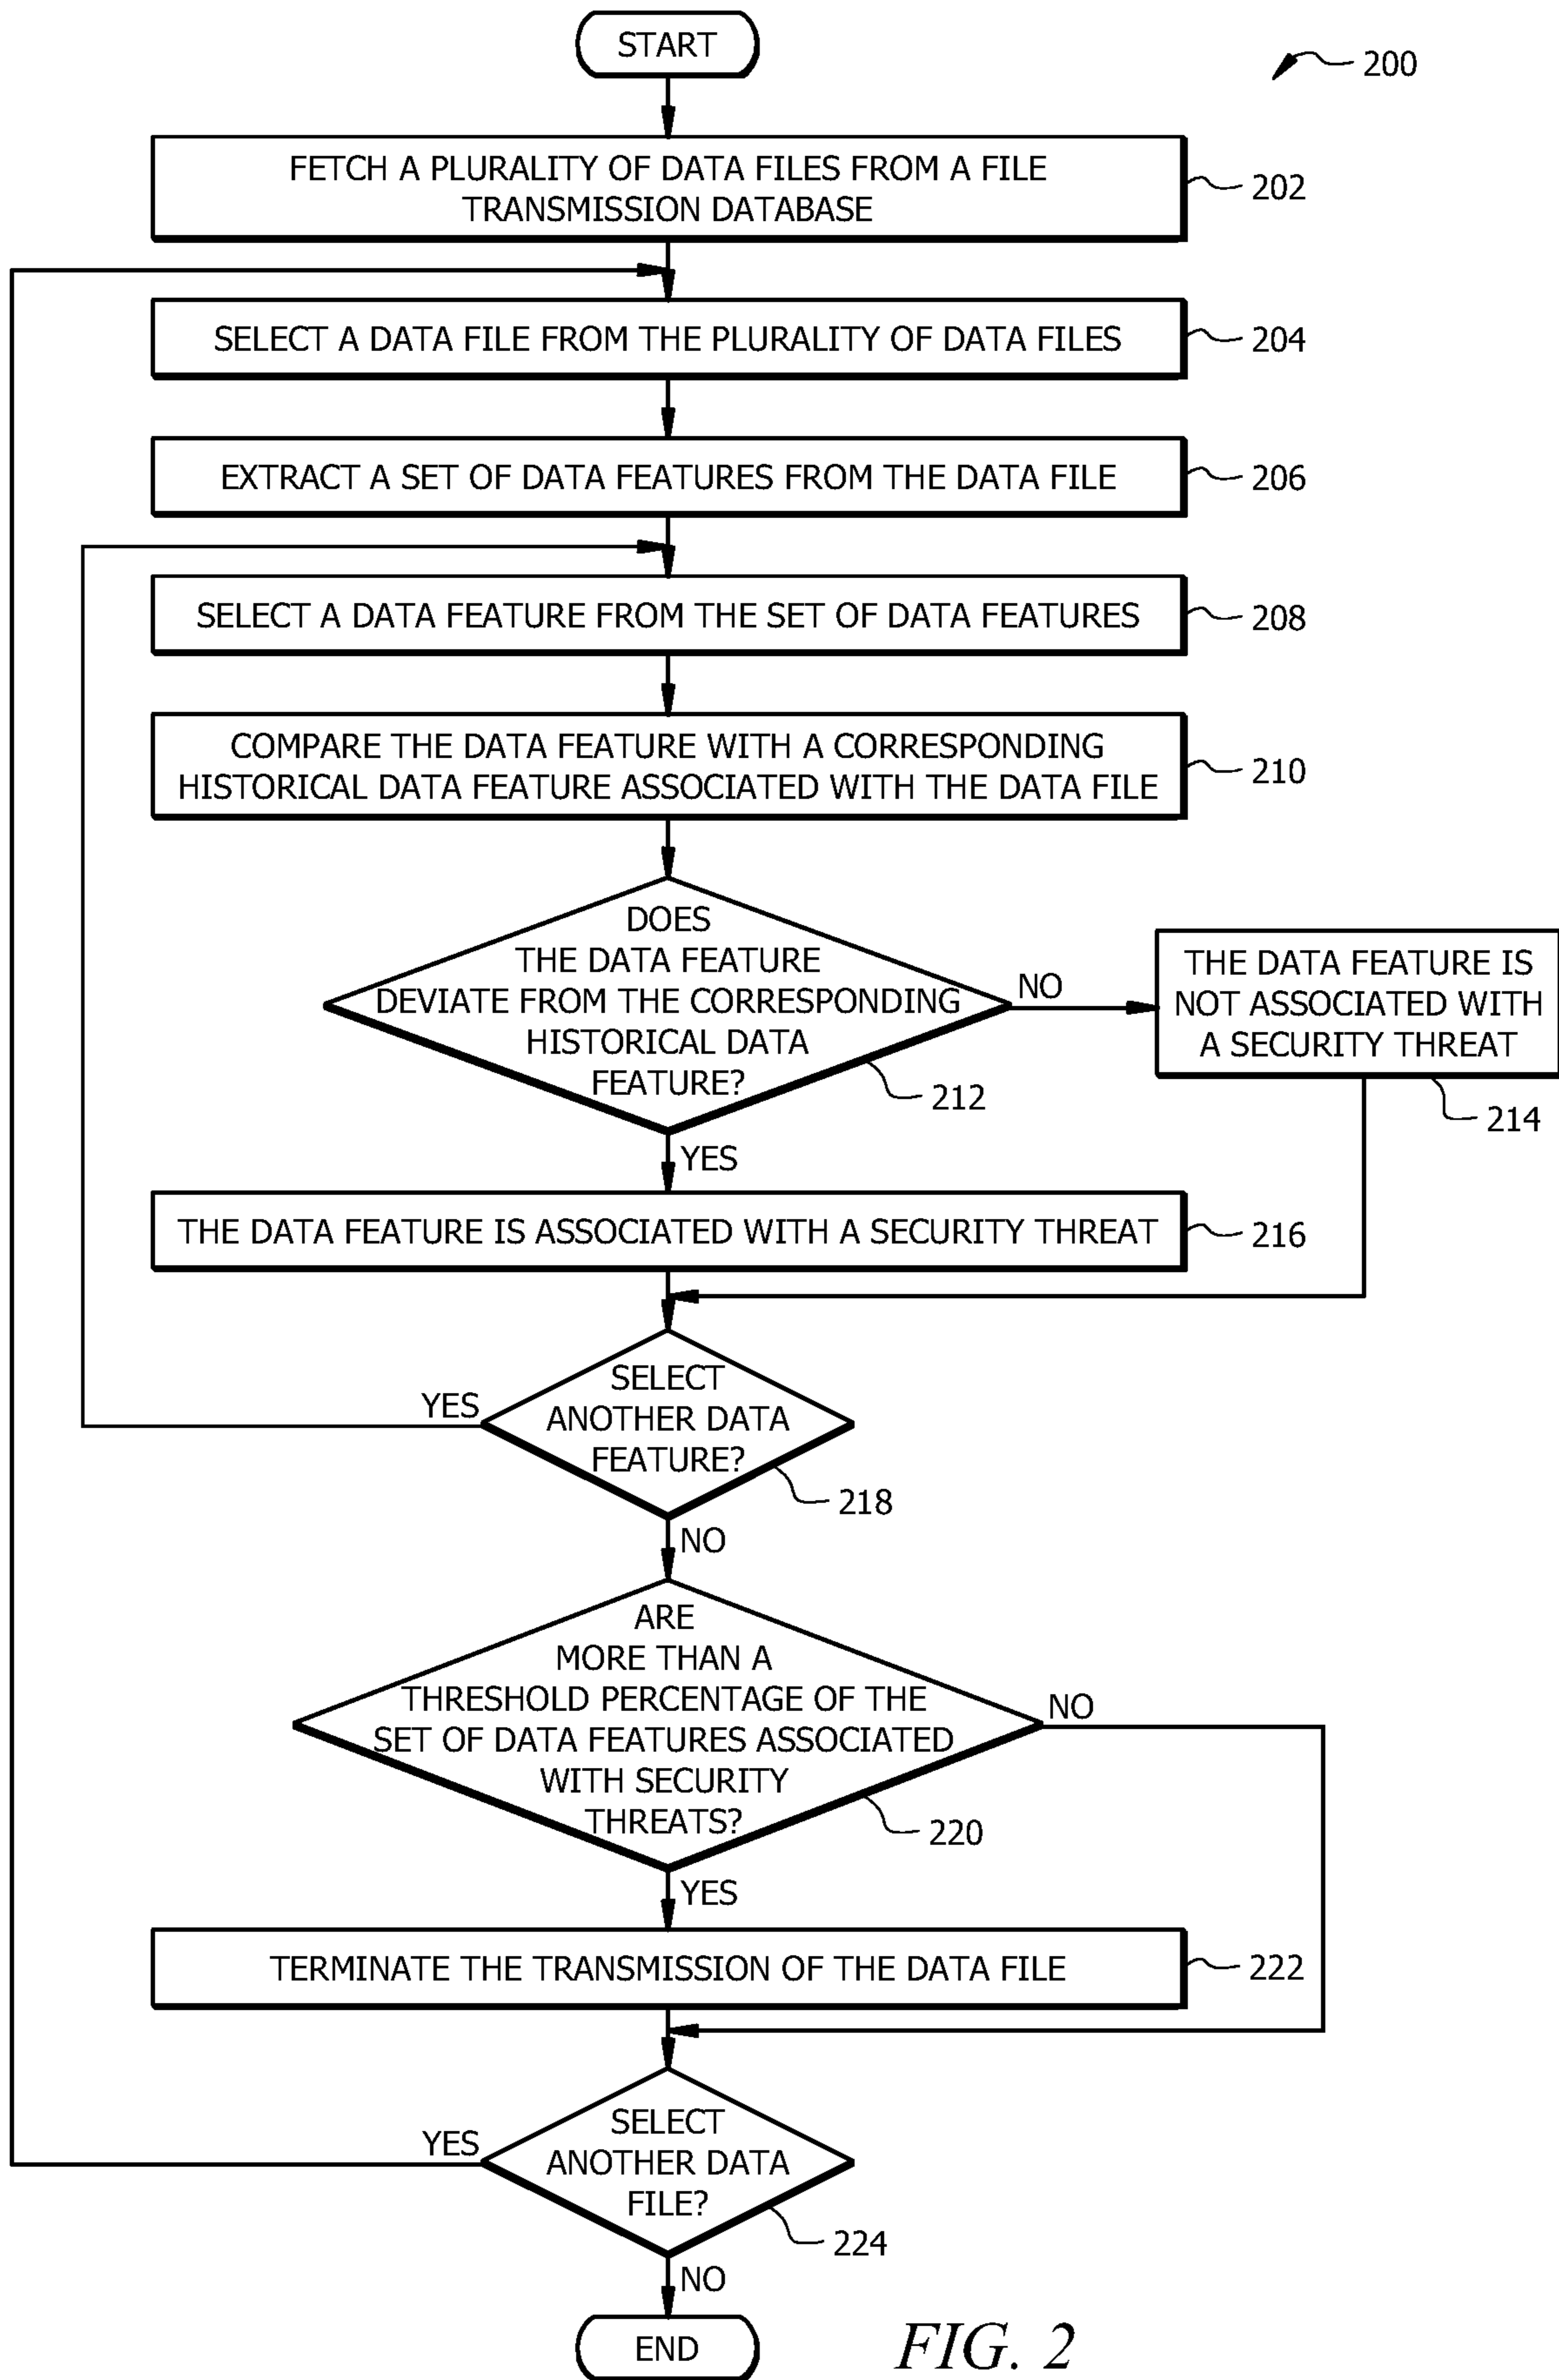 START
200
FETCH A PLURALITY OF DATA FILES FROM A FILE
TRANSMISSION DATABASE
202
SELECT A DATA FILE FROM THE PLURALITY OF DATA FILES
204
EXTRACT A SET OF DATA FEATURES FROM THE DATA FILE
206
SELECT A DATA FEATURE FROM THE SET OF DATA FEATURES
208
COMPARE THE DATA FEATURE WITH A CORRESPONDING
HISTORICAL DATA FEATURE ASSOCIATED WITH THE DATA FILE
210
DOES
THE DATA FEATURE
DEVIATE FROM THE CORRESPONDING
HISTORICAL DATA
FEATURE?
212
NO
THE DATA FEATURE IS
NOT ASSOCIATED WITH
A SECURITY THREAT
214
YES
THE DATA FEATURE IS ASSOCIATED WITH A SECURITY THREAT
216
SELECT
ANOTHER DATA
FEATURE?
YES
218
NO
ARE
MORE THAN A
THRESHOLD PERCENTAGE OF THE
SET OF DATA FEATURES ASSOCIATED
WITH SECURITY
THREATS?
NO
220
YES
TERMINATE THE TRANSMISSION OF THE DATA FILE
222
SELECT
ANOTHER DATA
FILE?
YES
224
NO
END
FIG. 2